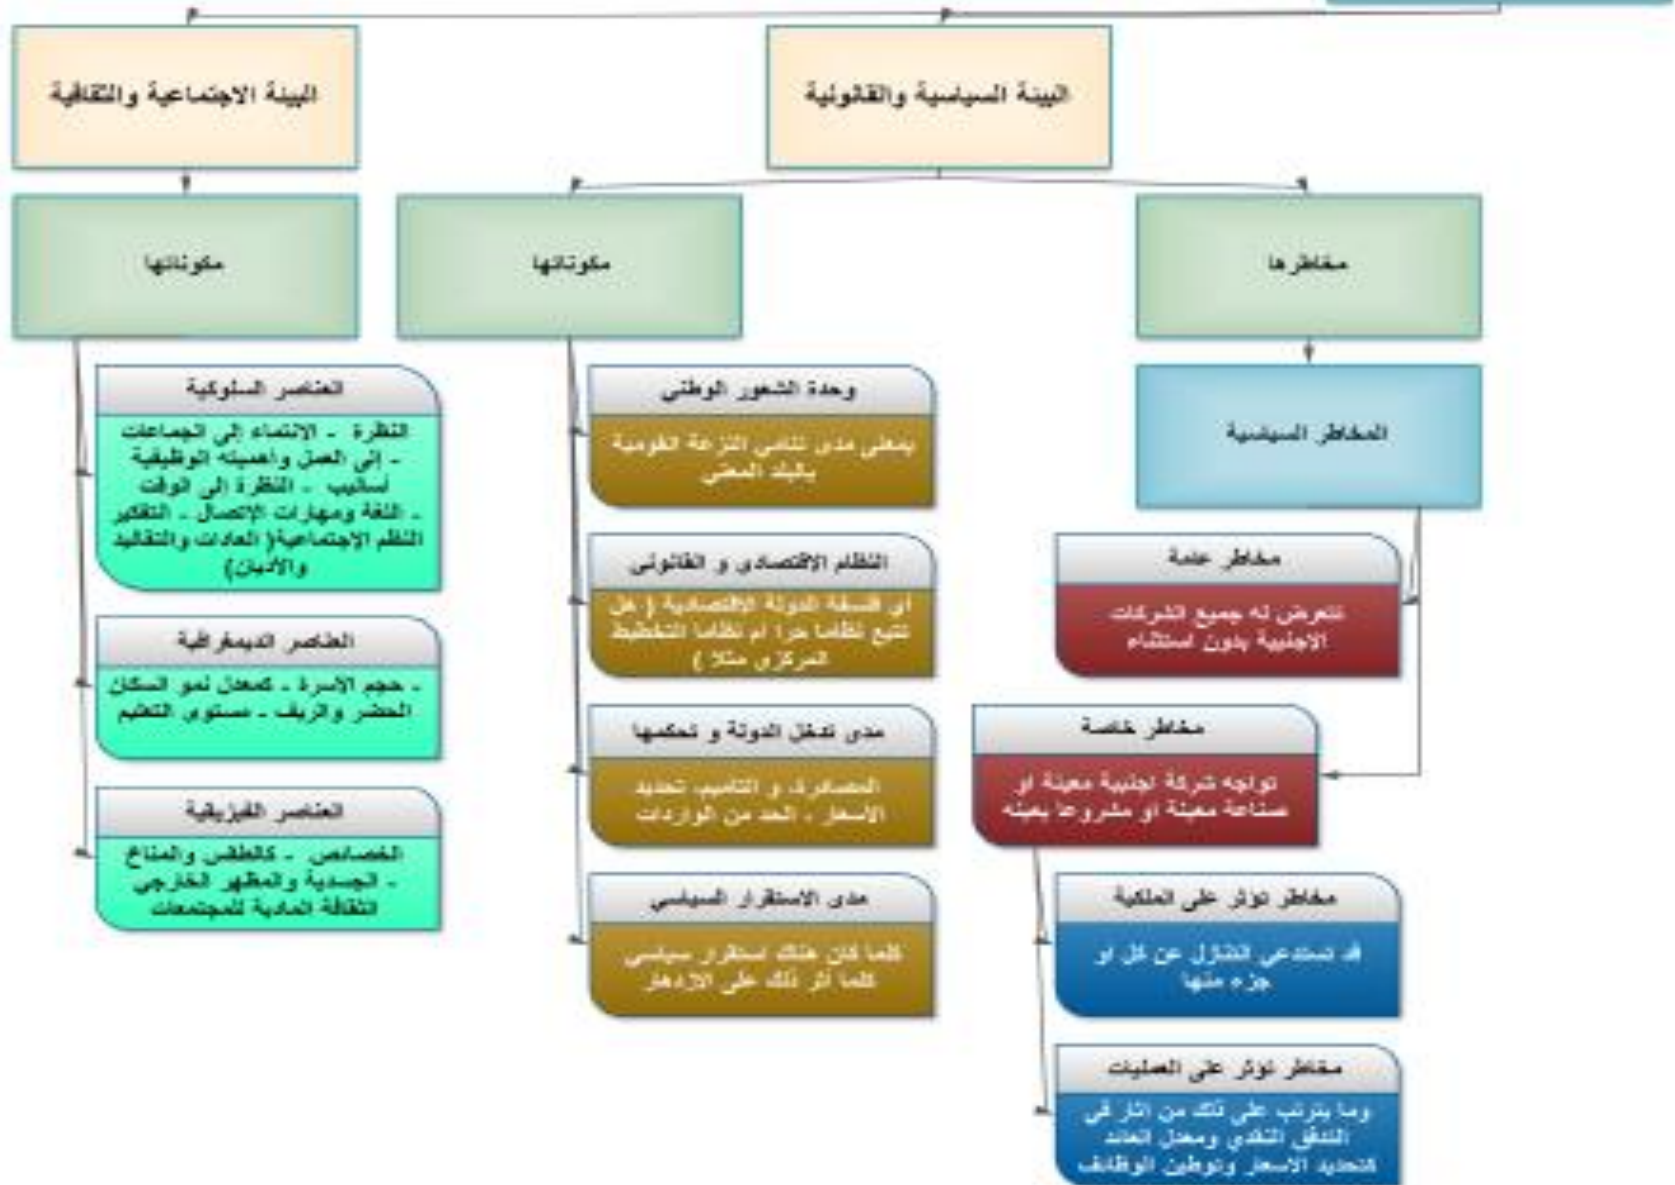 البيئة السياسية والقانونية
البيئة الاجتماعية والثقافية
مخاطرها
مكوناتها
مكوناتها
المخاطر السياسية
مخاطر عامة
تتعرض له جميع الشركات
الاجنبية بدون استثناء
مخاطر خاصة
تواجه شركة اجنبية معينة او
صناعة معينة او مشروعا بعينه
مخاطر تؤثر على الملكية
قد تستدعي التنازل عن كل او
جزء منها
مخاطر تؤثر على العمليات
وما يترتب على ذلك من اثار في
التدفق النقدي ومعدل العائد
كتحديد الاسعار وتوطين الوظائف
وحدة الشعور الوطني
بمعنى مدى تنامي النزعة القومية
بالبلد المعني
النظام الاقتصادي و القانوني
اي فلسفة الدولة الاقتصادية ( هل
تتبع نظاما حرا ام نظاما التخطيط
المركزي مثلا )
مدى تدخل الدولة و تحكمها
المصادرة، و التاميم، تحديد
الأسعار ، الحد من الواردات
مدى الاستقرار السياسي
كلما كان هناك استقرار سياسي
كلما أثر ذلك على الازدهار
العناصر السلوكية
النظرة - الانتماء إلى الجماعات
- إلى العمل واهميته الوظيفية
أساليب - النظرة إلى الوقت
- اللغة ومهارات الاتصال - التفكير
النظم الاجتماعية( العادات والتقاليد
والأديان)
العناصر الديمغرافية
- حجم الاسرة - كمعدل نمو السكان
الحضر والريف - مستوى التعليم
العناصر الفيزيقية
الخصائص - كالطقس والمناخ
- الجسدية والمظهر الخارجي
الثقافة المادية للمجتمعات